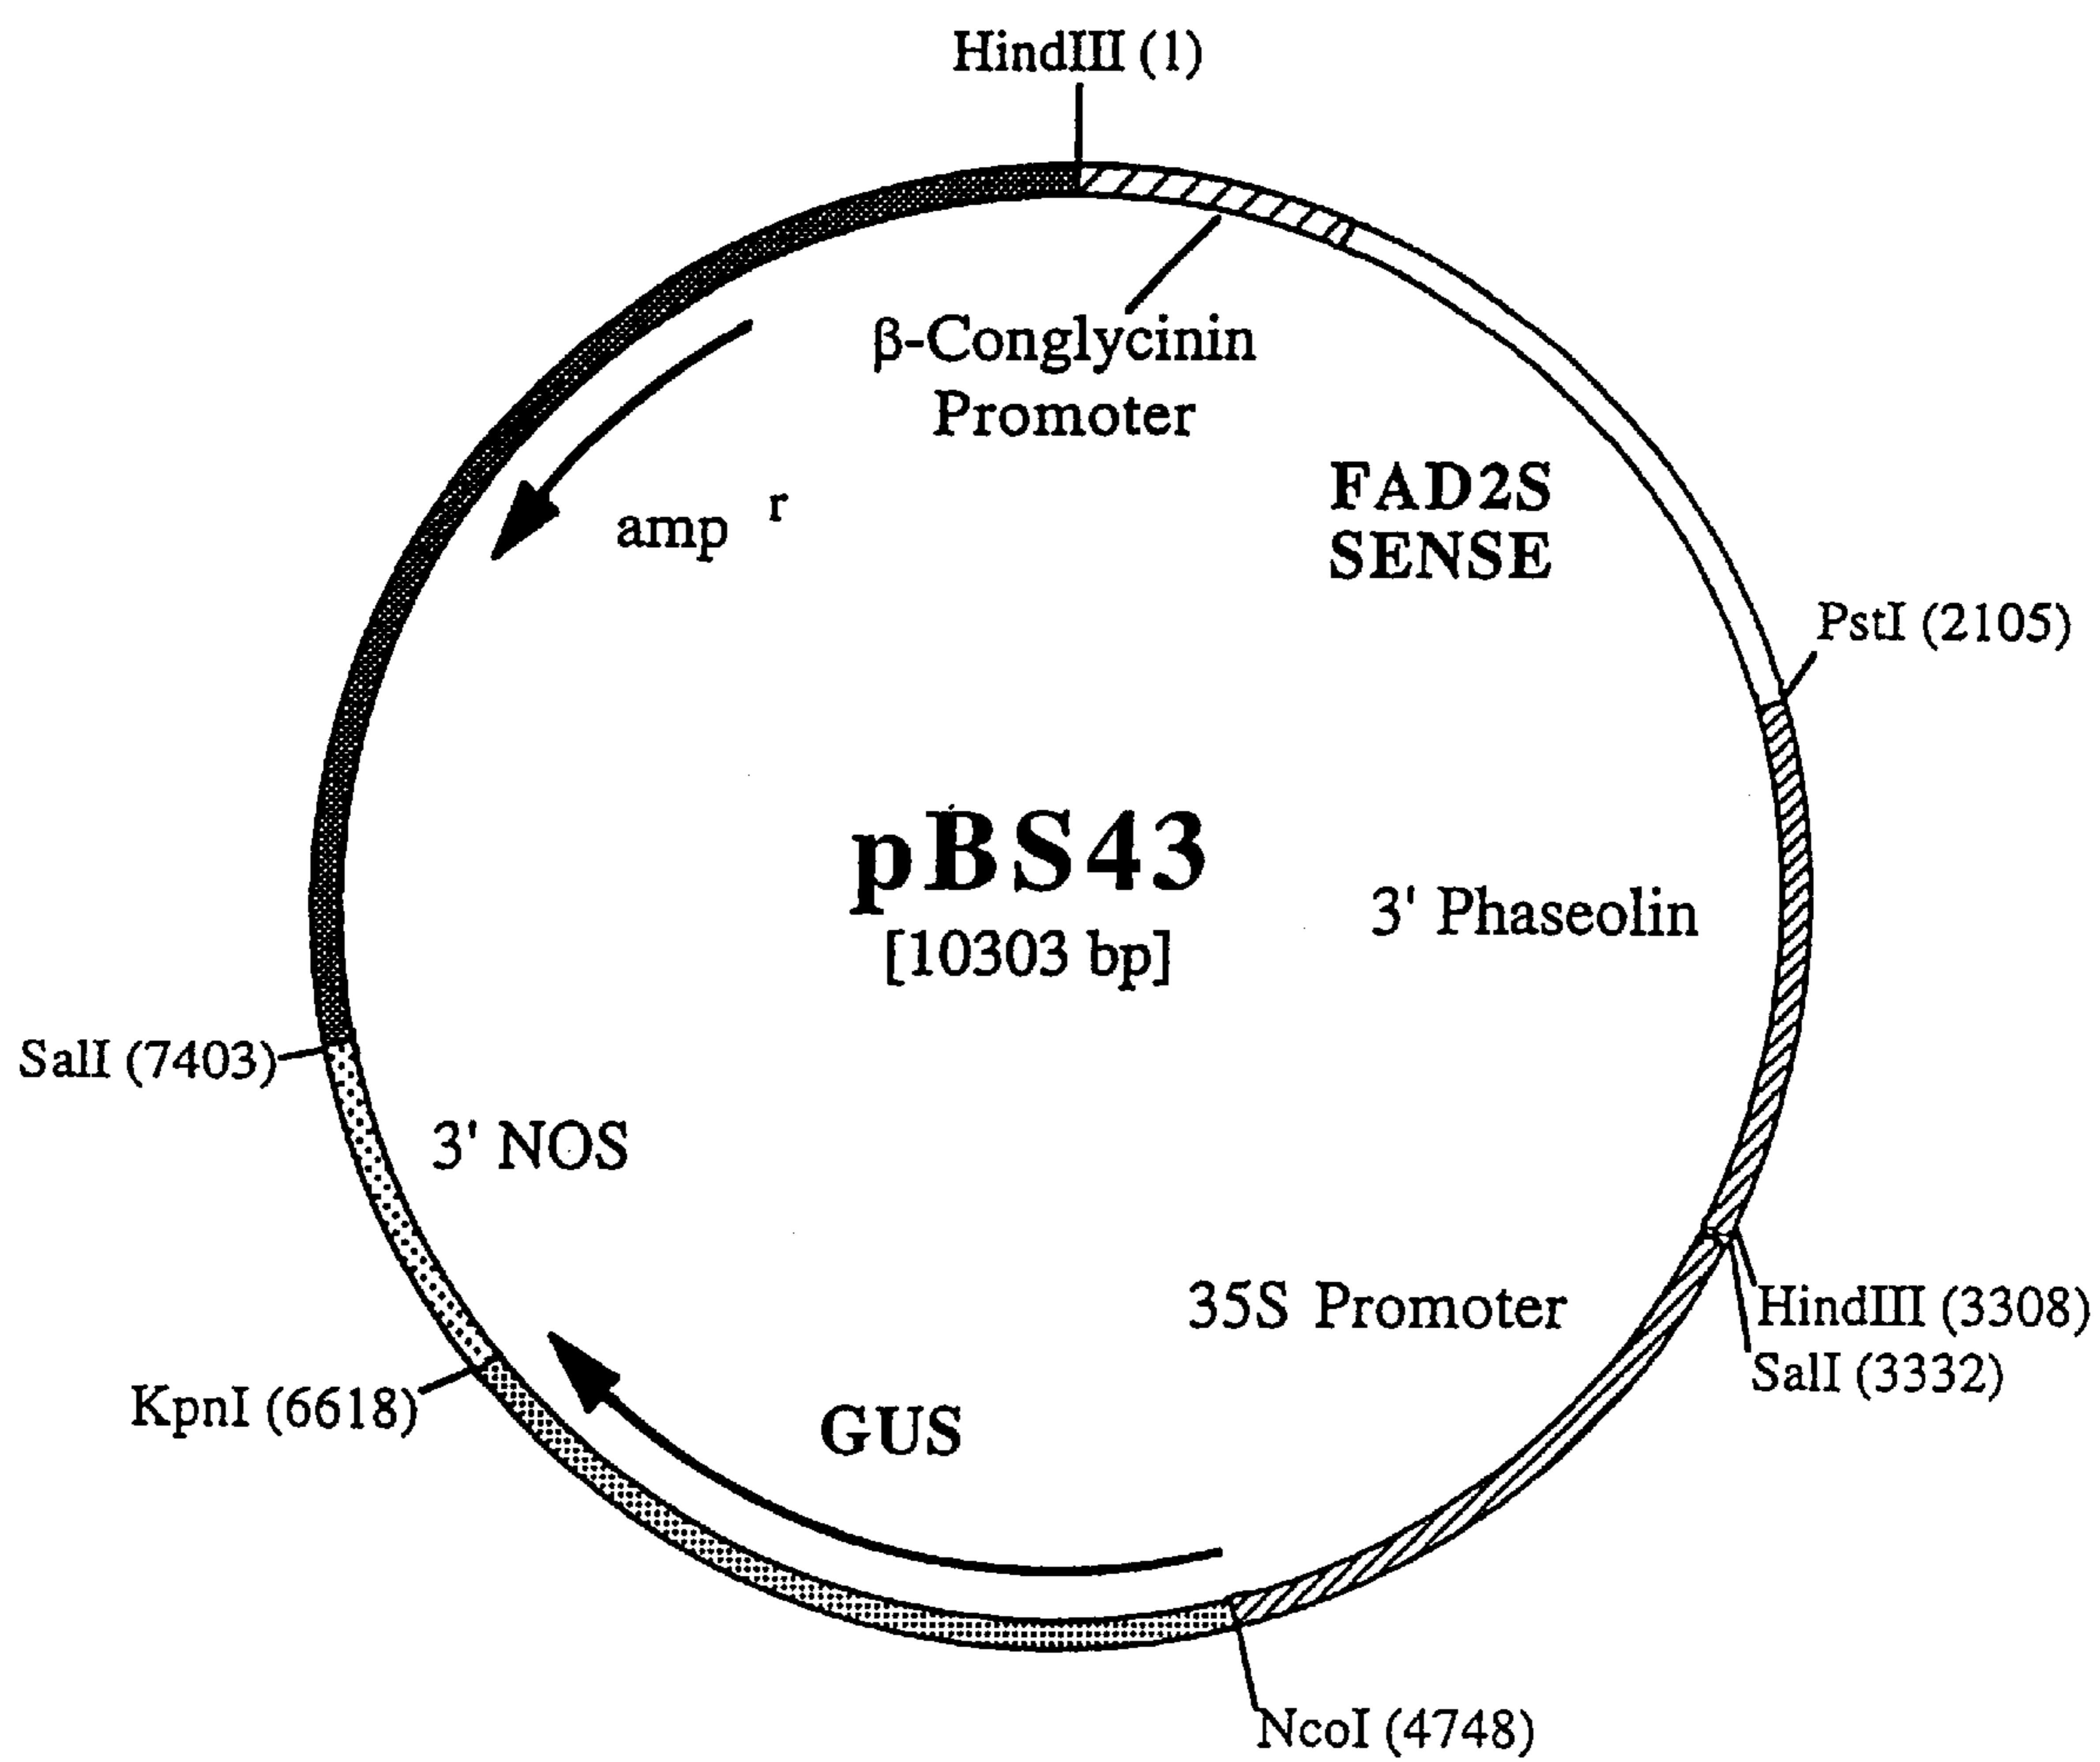 HindIII (1)
β-Conglycinin
Promoter
FAD2S
SENSE
amp r
PstI (2105)
pBS43
[10303 bp]
3' Phaseolin
SalI (7403)
3' NOS
35S Promoter
HindIII (3308)
SalI (3332)
KpnI (6618)
GUS
NcoI (4748)